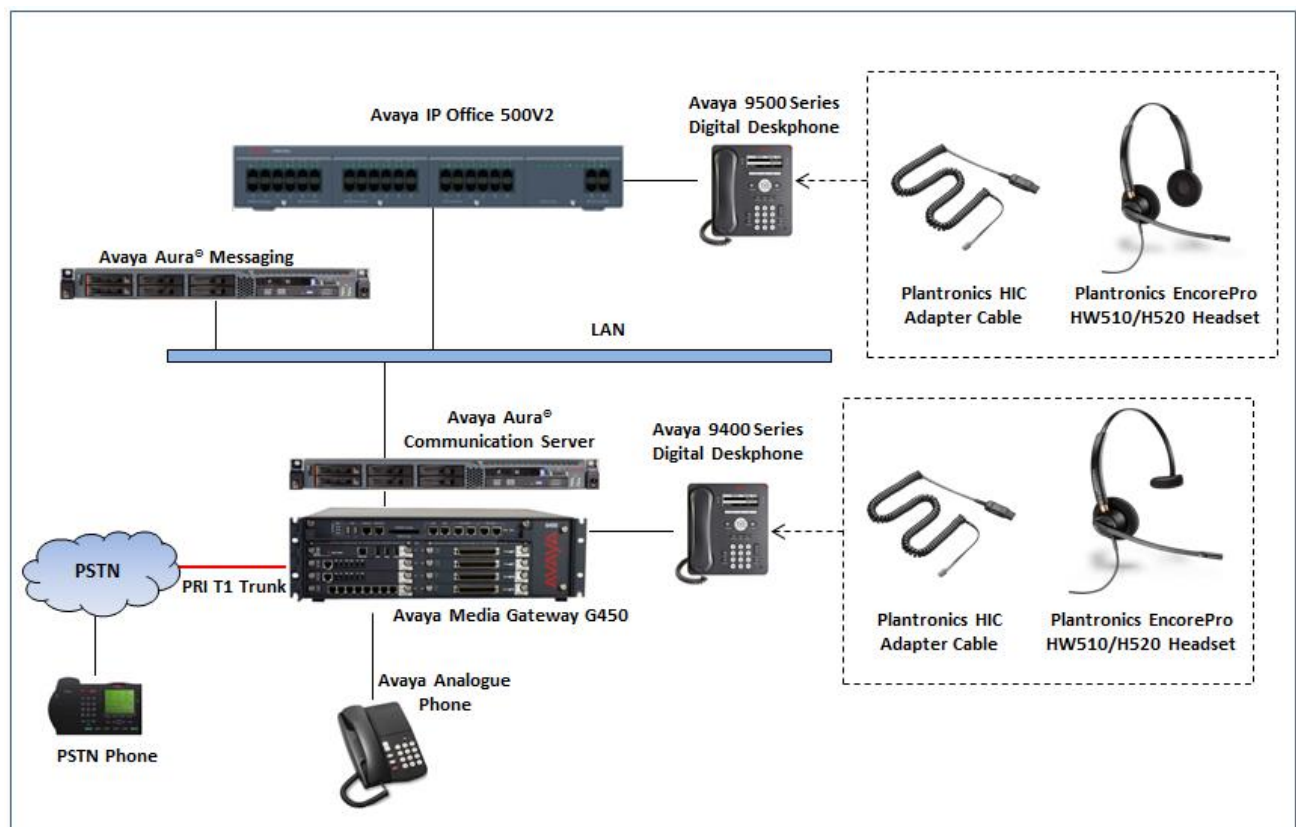 Avaya IP Office 500V2
Avaya 9500 Series
Digital Deskphone
Avaya Aura® Messaging
Plantronics HIC
Adapter Cable
Plantronics EncorePro
HW510/H520 Headset
LAN
Avaya Aura®
Communication Server
Avaya 9400 Series
Digital Deskphone
PSTN
PRI T1 Trunk
AVAYA
Avaya Media Gateway G450
Plantronics HIC
Adapter Cable
Plantronics EncorePro
HW510/H520 Headset
Avaya Analogue
Phone
PSTN Phone